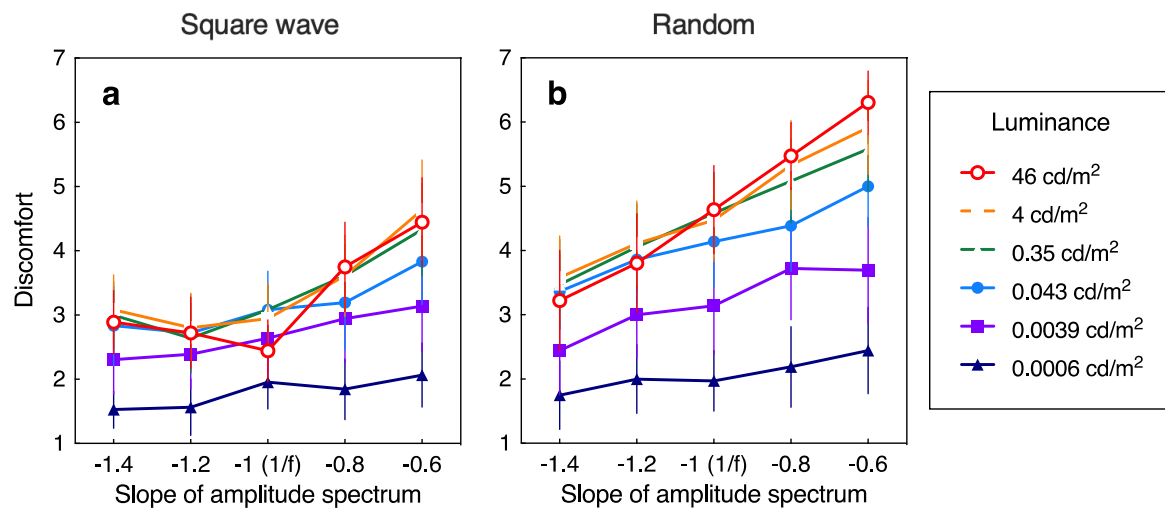 Square wave
Random
7
6
5
4
3
2
1
Discomfort
a
-1.4 -1.2 -1 (1/f) -0.8 -0.6
Slope of amplitude spectrum
7
6
5
4
3
2
1
b
-1.4 -1.2 -1 (1/f) -0.8 -0.6
Slope of amplitude spectrum
Luminance
46 cd/m²
4 cd/m²
0.35 cd/m²
0.043 cd/m²
0.0039 cd/m²
0.0006 cd/m²